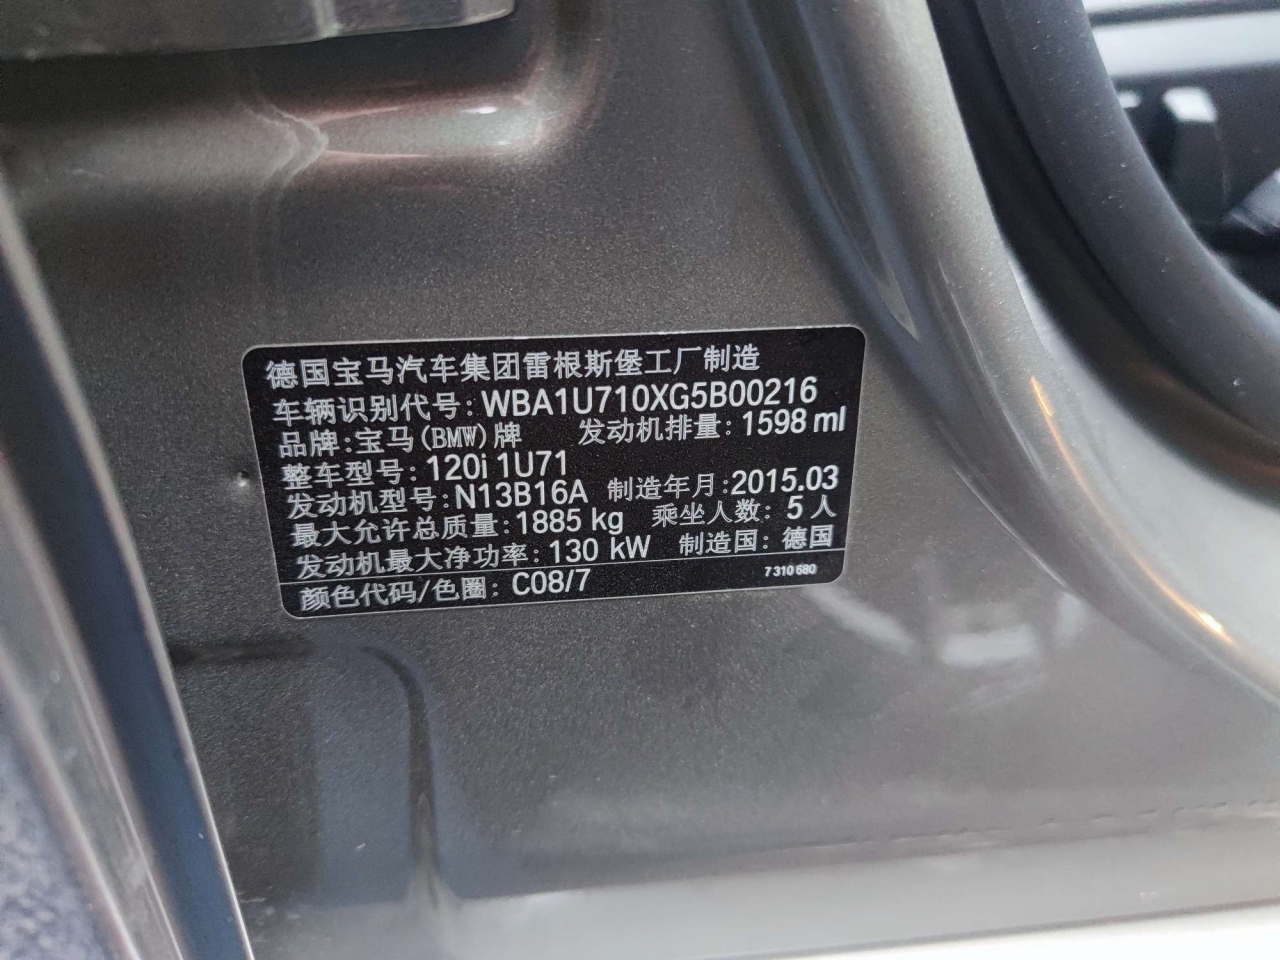 德国宝马汽车集团雷根斯堡工厂制造
车辆识别代号: WBA1U710XG5B00216
品牌: 宝马(BMW)牌 发动机排量: 1598 ml
整车型号: 120i 1U71
发动机型号: N13B16A 制造年月: 2015.03
最大允许总质量: 1885 kg 乘坐人数: 5 人
发动机最大净功率: 130 kW 制造国: 德国
颜色代码/色圈: C08/7 7 310 680